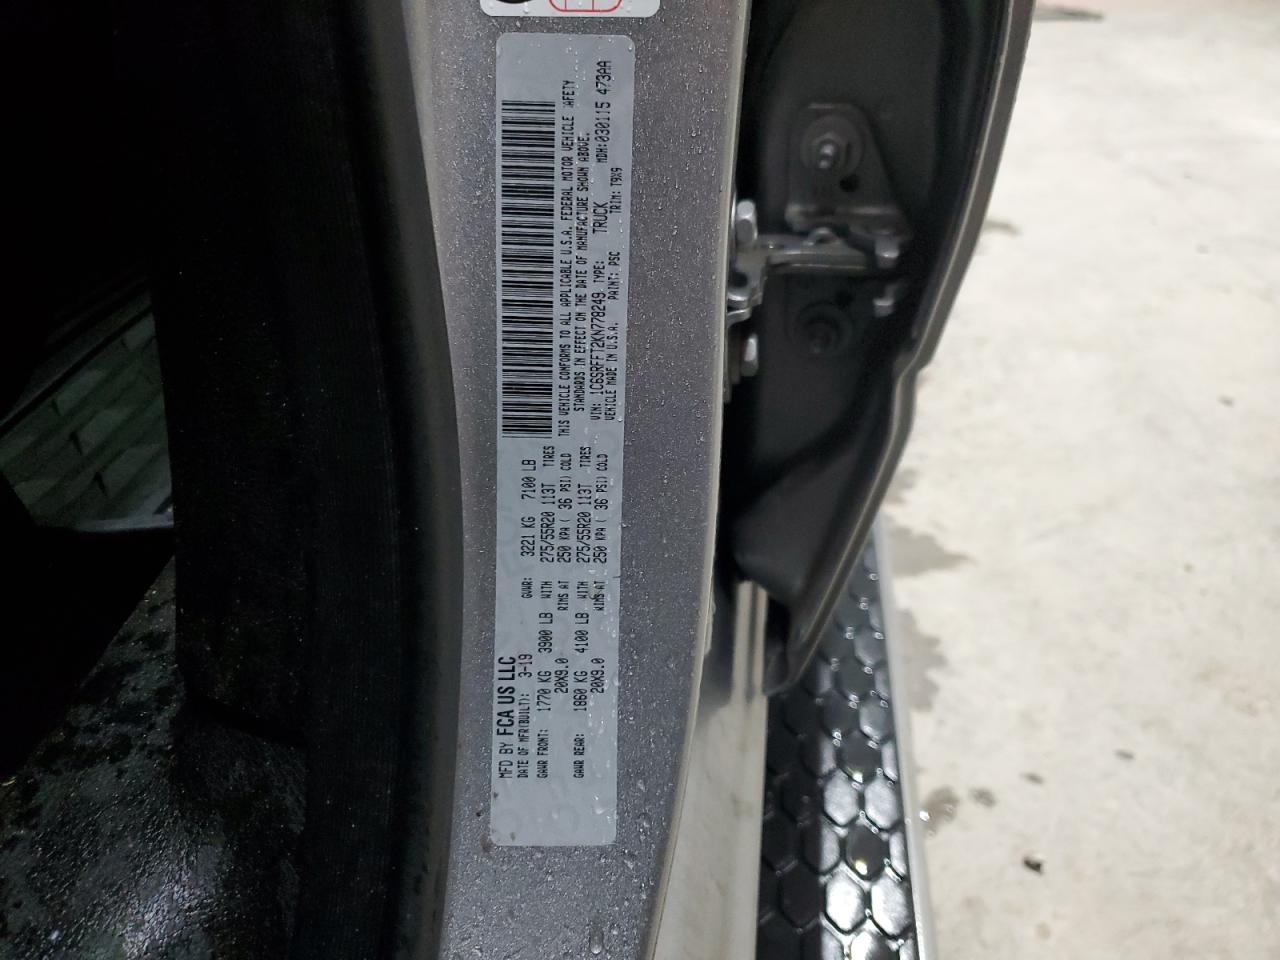 MFD BY FCA US LLC
DATE OF MFR(BUILT): 3-19 GVWR: 3221 KG 7100 LB
GAWR FRONT: 1770 KG 3900 LB WITH 275/55R20 113T TIRES
20X9.0 RIMS AT 250 KPA ( 36 PSI) COLD
GAWR REAR: 1860 KG 4100 LB WITH 275/55R20 113T TIRES
20X9.0 RIMS AT 250 KPA ( 36 PSI) COLD
THIS VEHICLE CONFORMS TO ALL APPLICABLE U.S.A. FEDERAL MOTOR VEHICLE SAFETY
STANDARDS IN EFFECT ON THE DATE OF MANUFACTURE SHOWN ABOVE.
VIN: 1C6SRFFT2KN778249 TYPE: TRUCK MDH:030115 473AA
VEHICLE MADE IN U.S.A. PAINT: PSC TRIM: T9X9